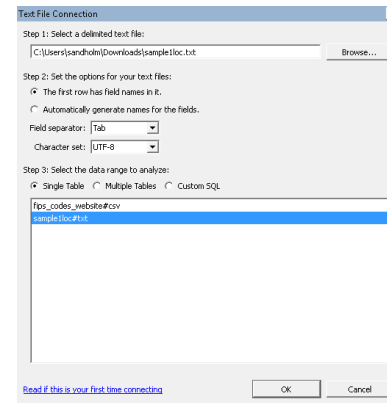 Text File Connection
Step 1: Select a delimited text file:
C:\Users\sandholm\Downloads\sample1loc.txt Browse...
Step 2: Set the options for your text files:
The first row has field names in it.
Automatically generate names for the fields.
Field separator: Tab
Character set: UTF-8
Step 3: Select the data range to analyze:
Single Table Multiple Tables Custom SQL
fips_codes_website#csv
sample1loc#txt
Read if this is your first time connecting OK Cancel